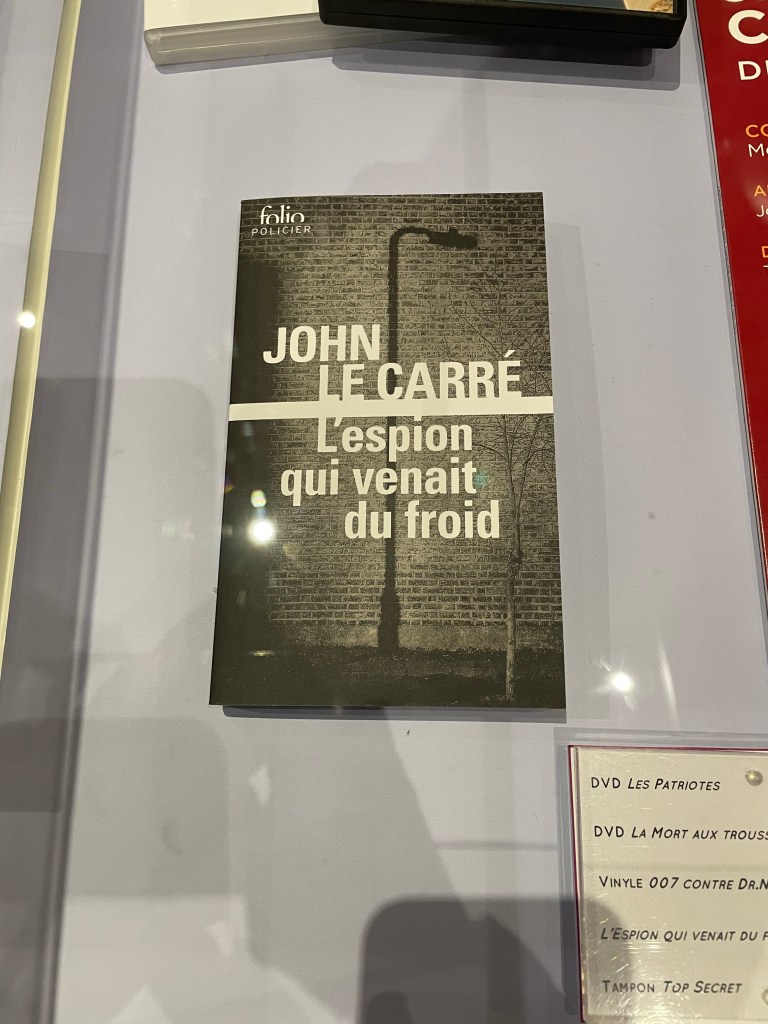 folio
POLICIER
JOHN
LE CARRÉ
L'espion
qui venait
du froid
DVD LES PATRIOTES
DVD LA MORT AUX
VINYLE 007 CONTRE
L'ESPION QUI VENAIT DU
TAMPON TOP SECRET